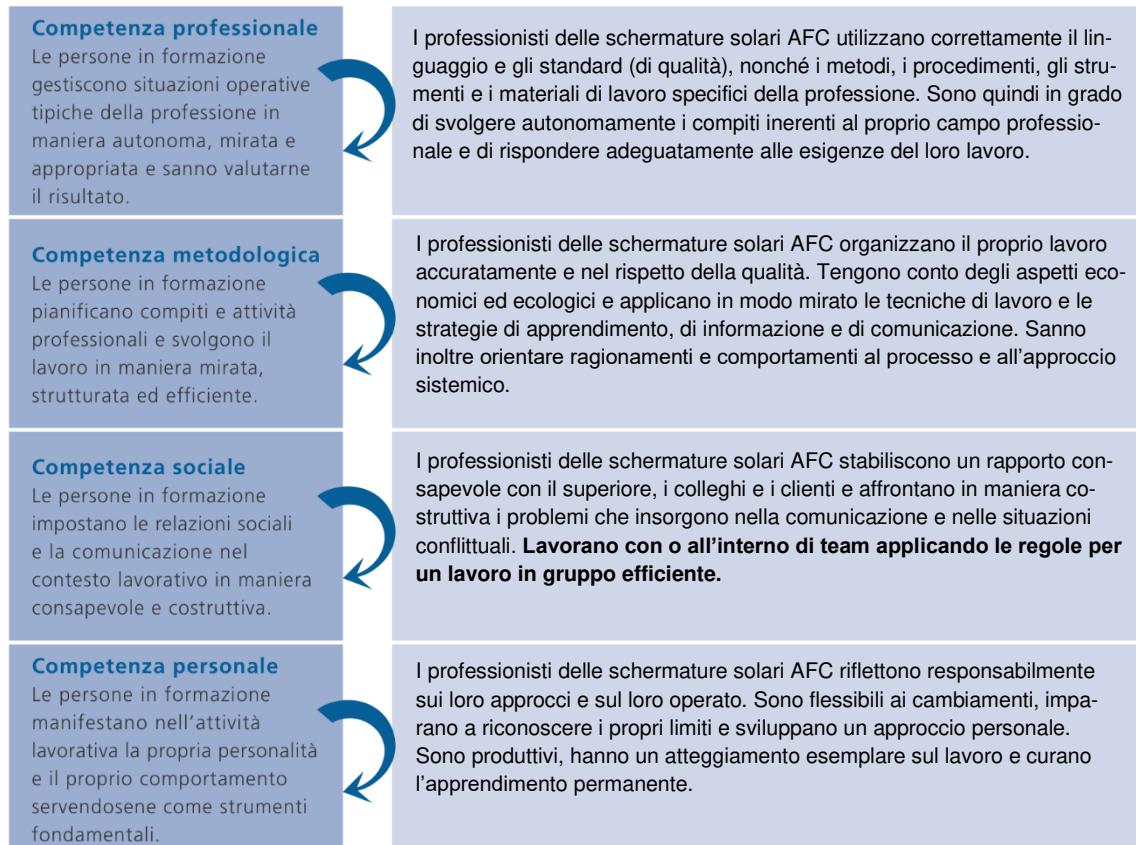 Competenza professionale
Le persone in formazione
gestiscono situazioni operative
tipiche della professione in
maniera autonoma, mirata e
appropriata e sanno valutarne
il risultato.
I professionisti delle schermature solari AFC utilizzano correttamente il lin-
guaggio e gli standard (di qualità), nonché i metodi, i procedimenti, gli stru-
menti e i materiali di lavoro specifici della professione. Sono quindi in grado
di svolgere autonomamente i compiti inerenti al proprio campo professio-
nale e di rispondere adeguatamente alle esigenze del loro lavoro.
Competenza metodologica
Le persone in formazione
pianificano compiti e attività
professionali e svolgono il
lavoro in maniera mirata,
strutturata ed efficiente.
I professionisti delle schermature solari AFC organizzano il proprio lavoro
accuratamente e nel rispetto della qualità. Tengono conto degli aspetti eco-
nomici ed ecologici e applicano in modo mirato le tecniche di lavoro e le
strategie di apprendimento, di informazione e di comunicazione. Sanno
inoltre orientare ragionamenti e comportamenti al processo e all’approccio
sistemico.
Competenza sociale
Le persone in formazione
impostano le relazioni sociali
e la comunicazione nel
contesto lavorativo in maniera
consapevole e costruttiva.
I professionisti delle schermature solari AFC stabiliscono un rapporto con-
sapevole con il superiore, i colleghi e i clienti e affrontano in maniera co-
struttiva i problemi che insorgono nella comunicazione e nelle situazioni
conflittuali. Lavorano con o all’interno di team applicando le regole per
un lavoro in gruppo efficiente.
Competenza personale
Le persone in formazione
manifestano nell’attività
lavorativa la propria personalità
e il proprio comportamento
servendosene come strumenti
fondamentali.
I professionisti delle schermature solari AFC riflettono responsabilmente
sui loro approcci e sul loro operato. Sono flessibili ai cambiamenti, impa-
rano a riconoscere i propri limiti e sviluppano un approccio personale.
Sono produttivi, hanno un atteggiamento esemplare sul lavoro e curano
l’apprendimento permanente.